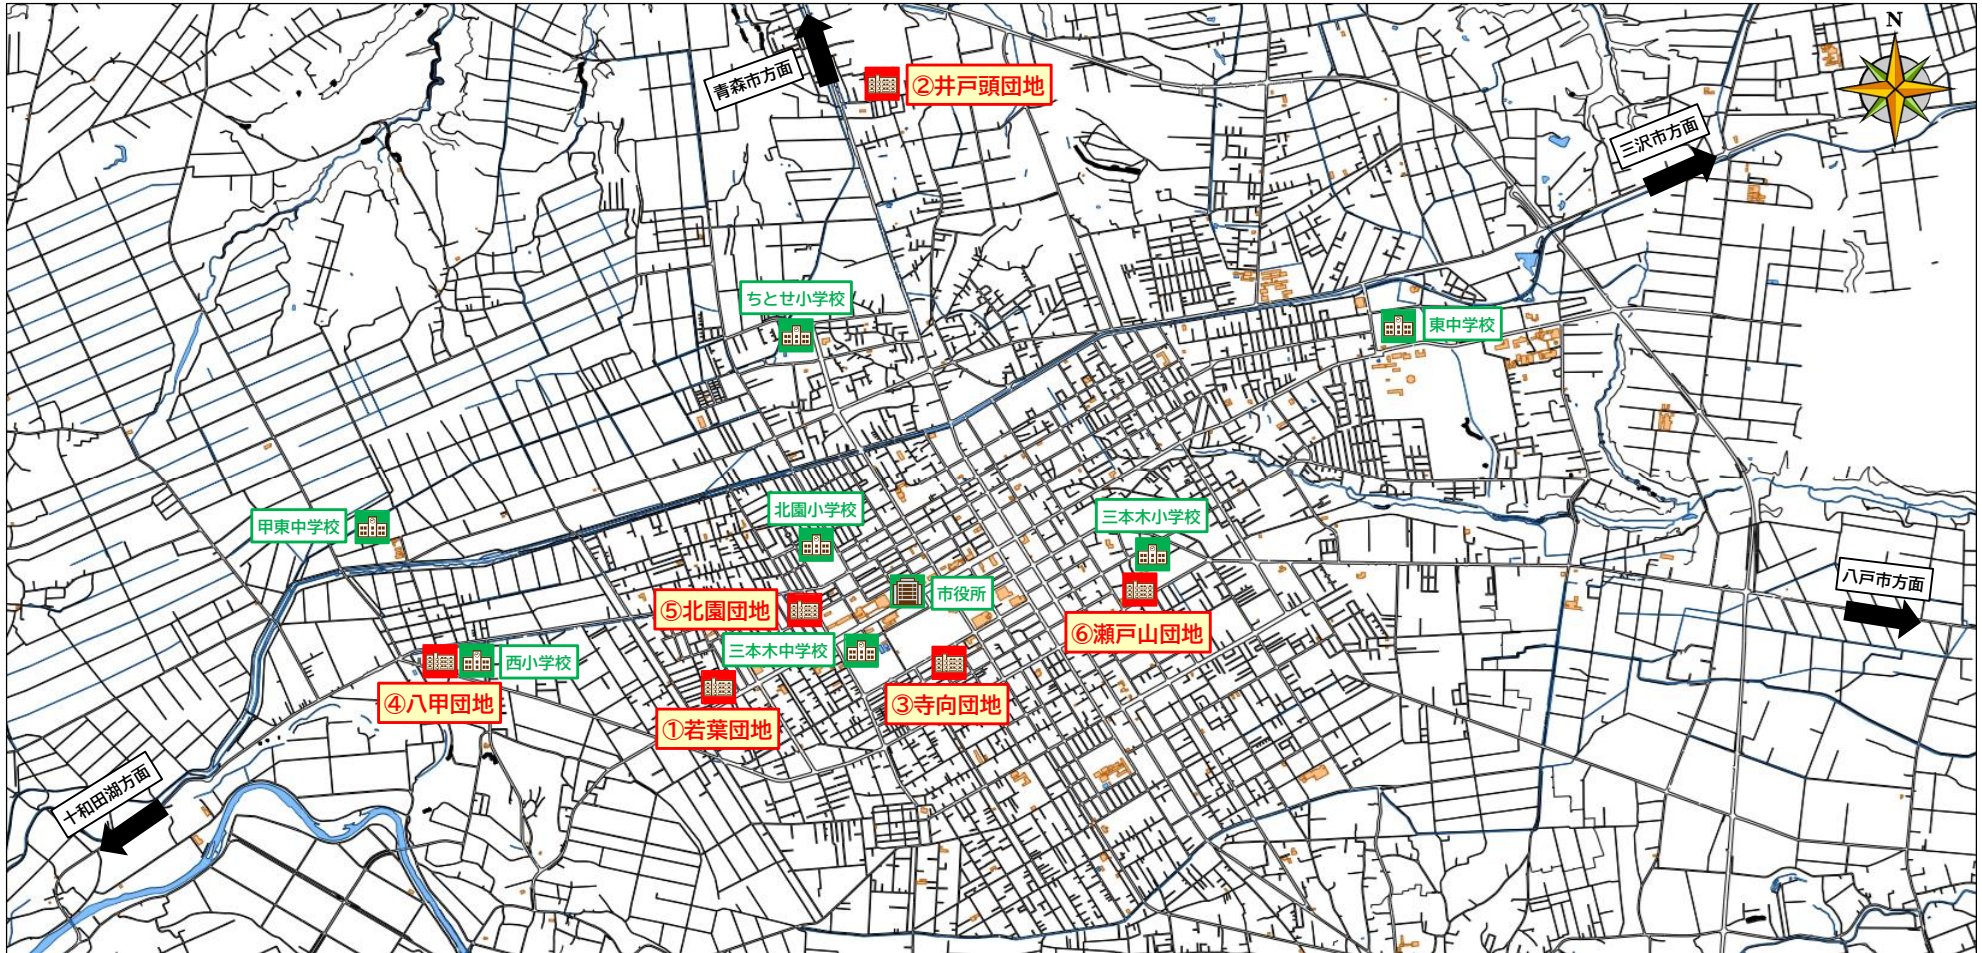 N
青森市方面
②井戸頭団地
三沢市方面
ちとせ小学校
東中学校
北園小学校
三本木小学校
甲東中学校
八戸市方面
市役所
⑤北園団地
⑥瀬戸山団地
三本木中学校
西小学校
④八甲団地
③寺向団地
①若葉団地
十和田湖方面